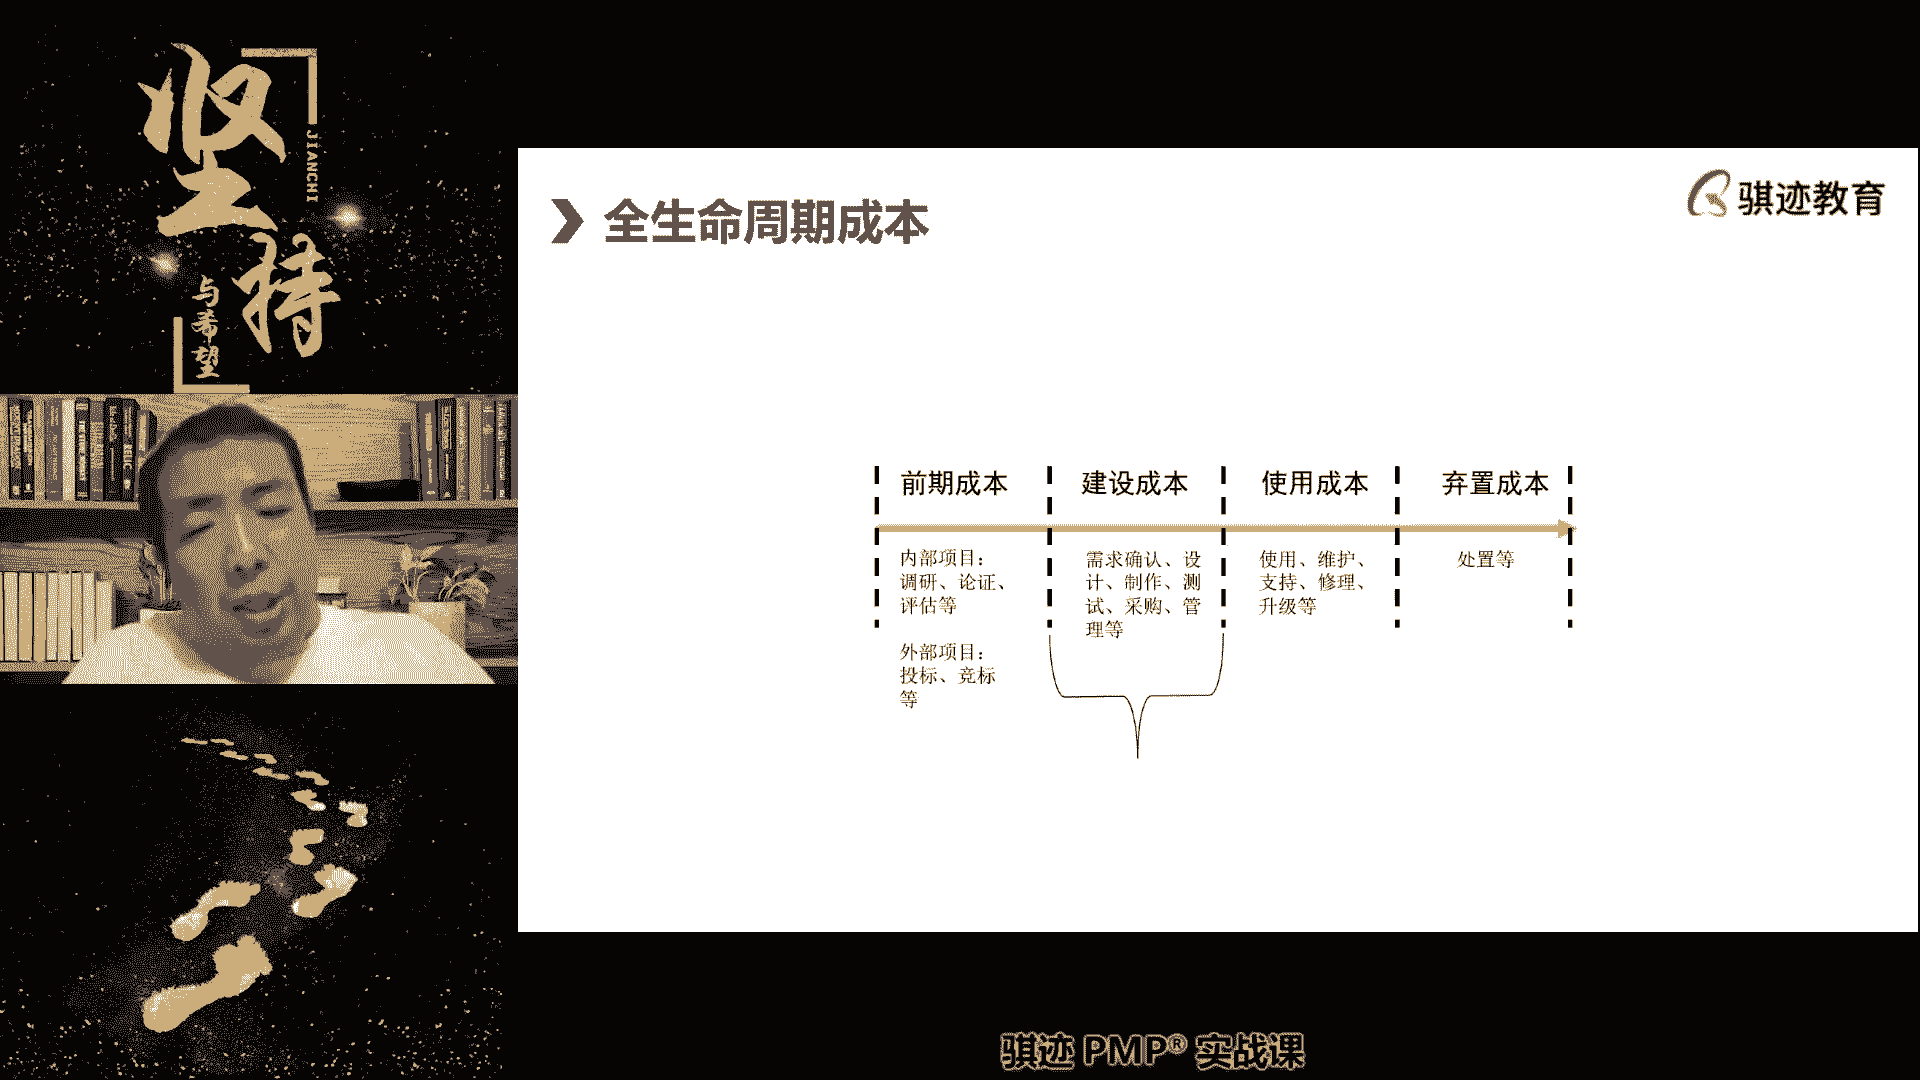 坚持
JIANCHI
与希望
骐迹教育
全生命周期成本
前期成本
建设成本
使用成本
弃置成本
内部项目：
调研、论证、
评估等
外部项目：
投标、竞标
等
需求确认、设
计、制作、测
试、采购、管
理等
使用、维护、
支持、修理、
升级等
处置等
骐迹 PMP® 实战课